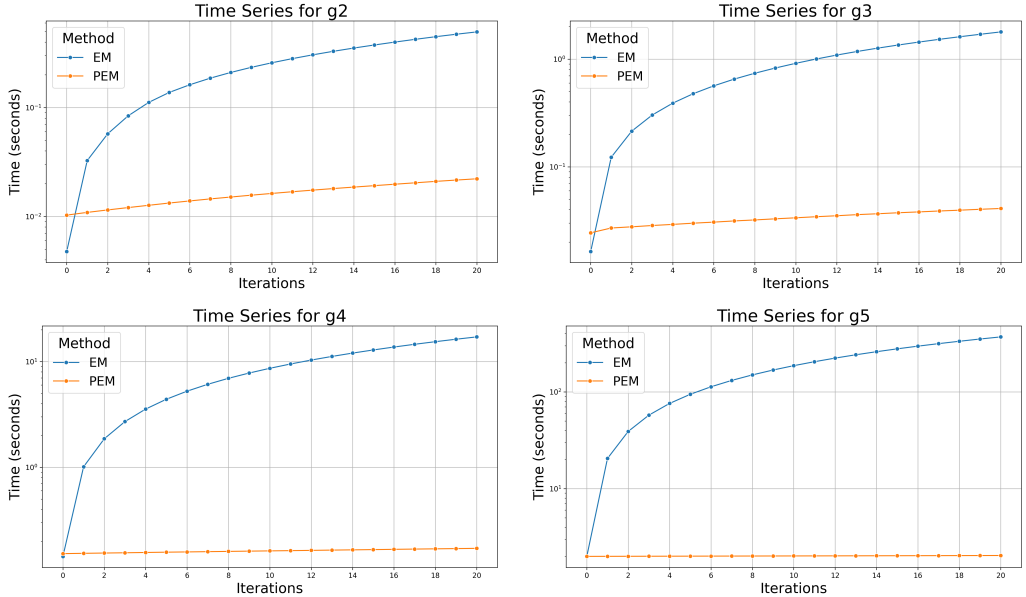 Time Series for g2
Method
EM
PEM
Time (seconds)
10⁻¹
10⁻²
0 2 4 6 8 10 12 14 16 18 20
Iterations
Time Series for g3
Method
EM
PEM
Time (seconds)
10⁰
10⁻¹
0 2 4 6 8 10 12 14 16 18 20
Iterations
Time Series for g4
Method
EM
PEM
Time (seconds)
10¹
10⁰
0 2 4 6 8 10 12 14 16 18 20
Iterations
Time Series for g5
Method
EM
PEM
Time (seconds)
10²
10¹
0 2 4 6 8 10 12 14 16 18 20
Iterations